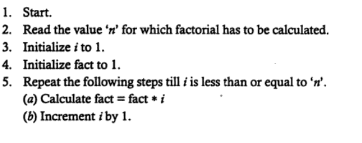 1. Start.
2. Read the value 'n' for which factorial has to be calculated.
3. Initialize i to 1.
4. Initialize fact to 1.
5. Repeat the following steps till i is less than or equal to 'n'.
(a) Calculate fact = fact * i
(b) Increment i by 1.